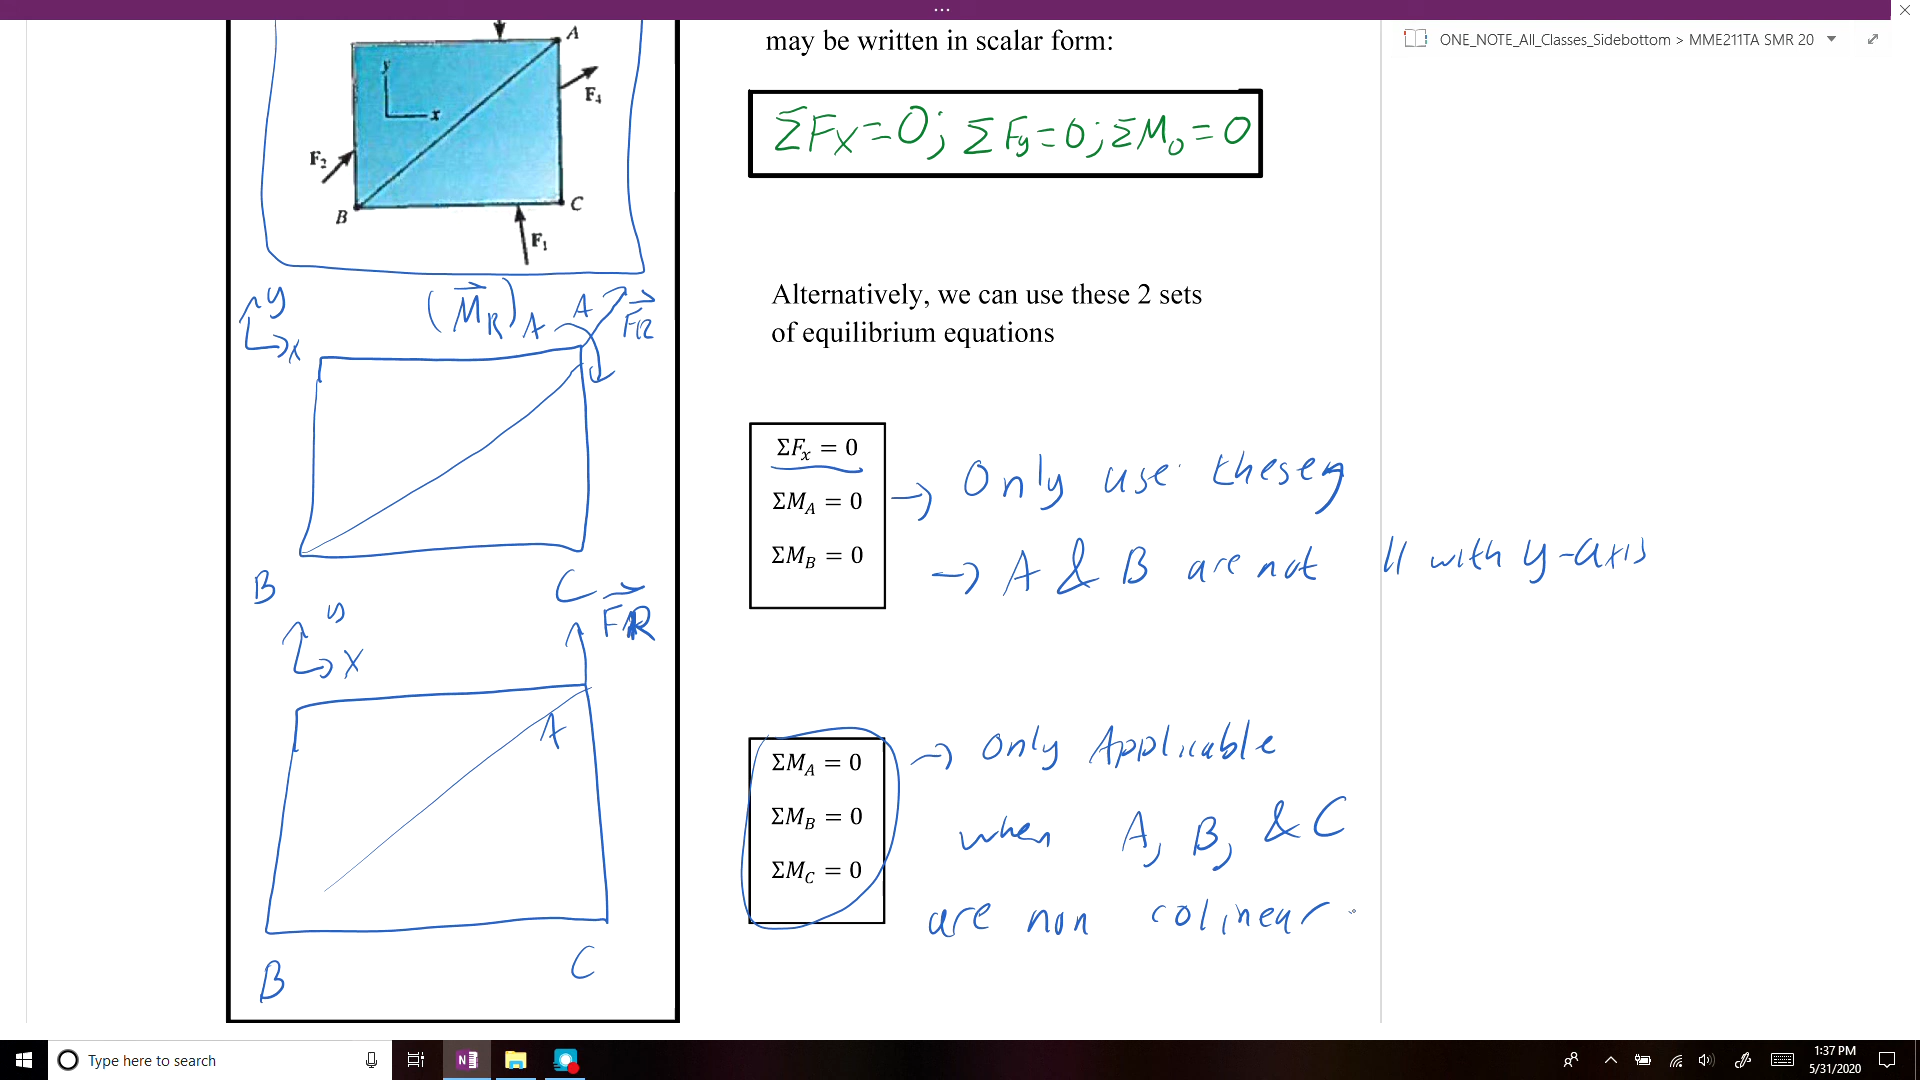 ...
ONE_NOTE_All_Classes_Sidebottom > MME211TA SMR 20
may be written in scalar form:
ΣFx=0; ΣFy=0; ΣMo=0
A
y
x
F4
F2
B
C
F1
Alternatively, we can use these 2 sets
of equilibrium equations
y
x
(MR)A
A
FR
B
C
ΣFx = 0
ΣMA = 0
ΣMB = 0
→ Only use these
→ A & B are not || with y-axis
y
x
FR
A
B
C
ΣMA = 0
ΣMB = 0
ΣMC = 0
→ Only Applicable
when A, B, & C
are non colinear
Type here to search
N
1:37 PM
5/31/2020